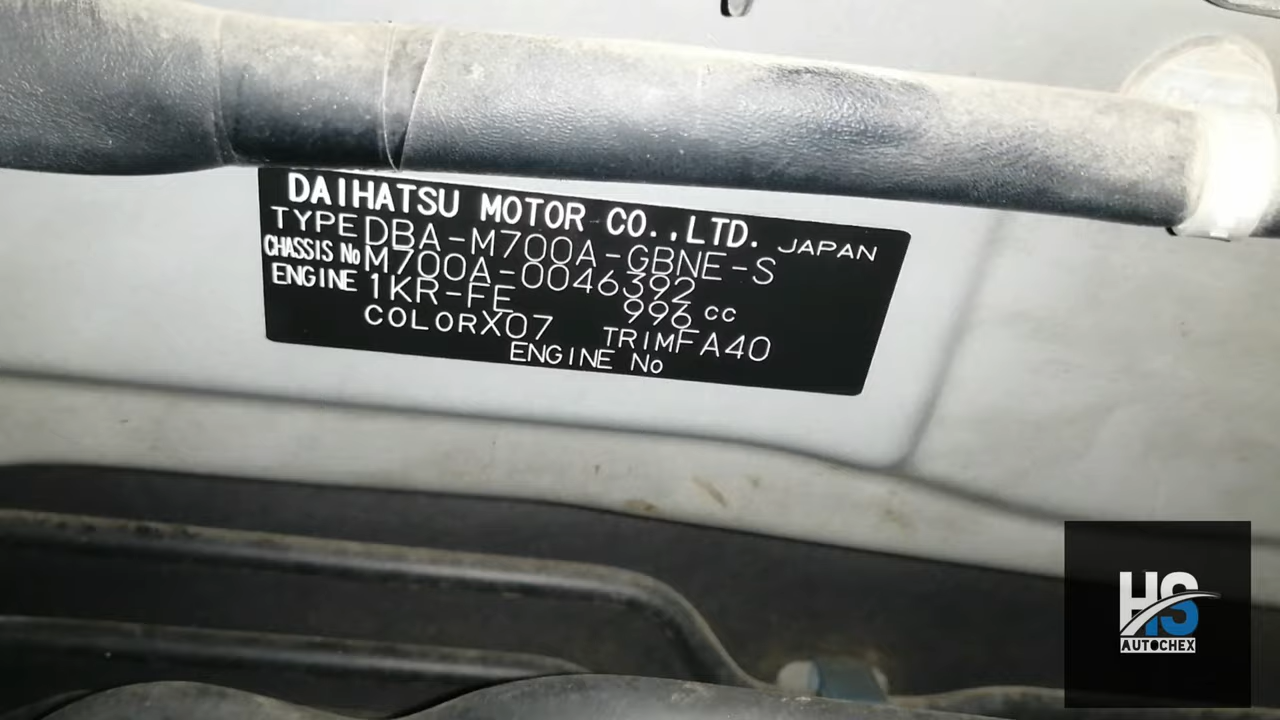 DAIHATSU MOTOR CO.,LTD. JAPAN
TYPE DBA-M700A-GBNE-S
CHASSIS No M700A-0046392
ENGINE 1KR-FE 996 cc
COLOR X07 TRIM FA40
ENGINE No
HS
AUTOCHEX